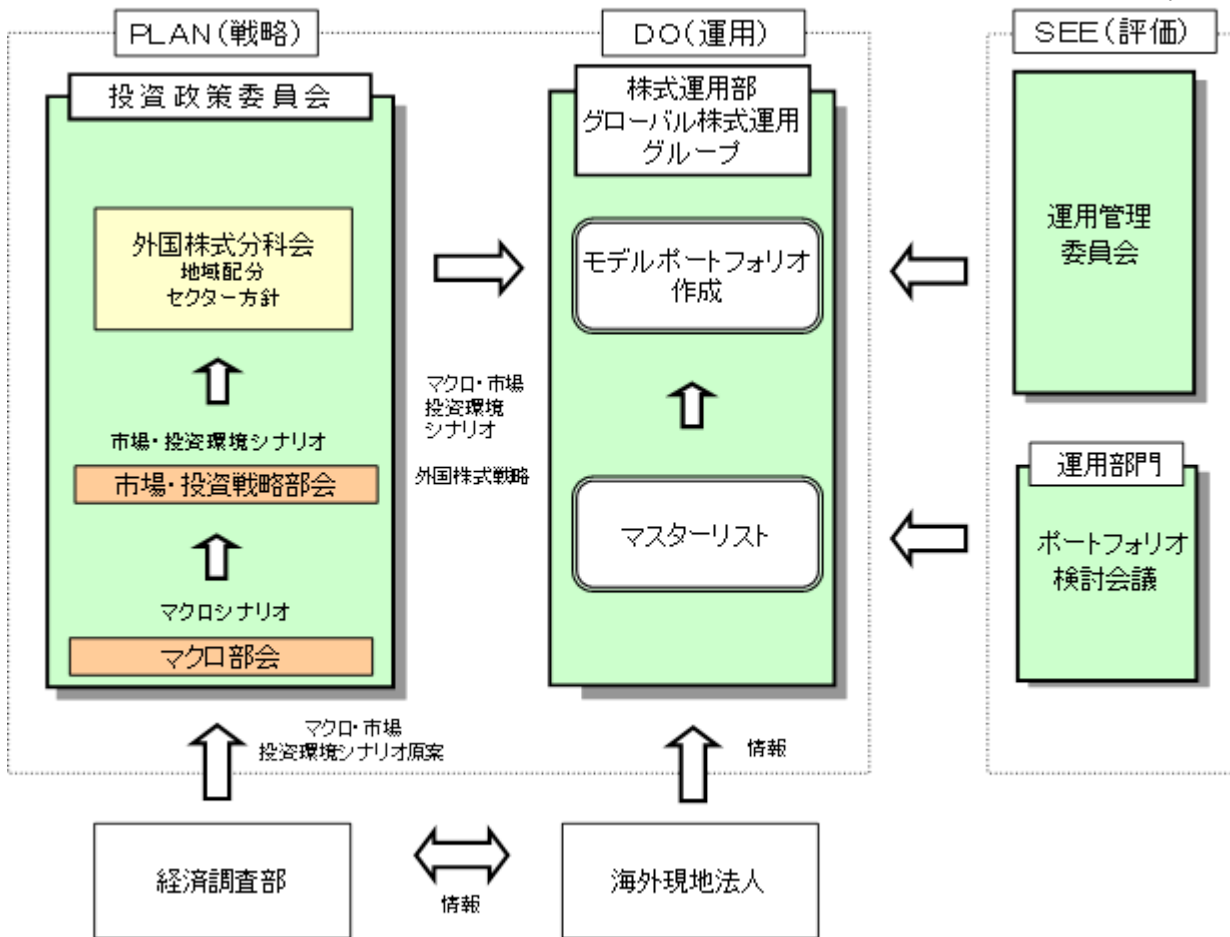 PLAN(戦略)
投資政策委員会
外国株式分科会
地域配分
セクター方針
市場・投資環境シナリオ
市場・投資戦略部会
マクロシナリオ
マクロ部会
マクロ・市場
投資環境
シナリオ
外国株式戦略
DO(運用)
株式運用部
グローバル株式運用
グループ
モデルポートフォリオ
作成
マスターリスト
SEE(評価)
運用管理
委員会
運用部門
ポートフォリオ
検討会議
マクロ・市場
投資環境シナリオ原案
情報
経済調査部
情報
海外現地法人